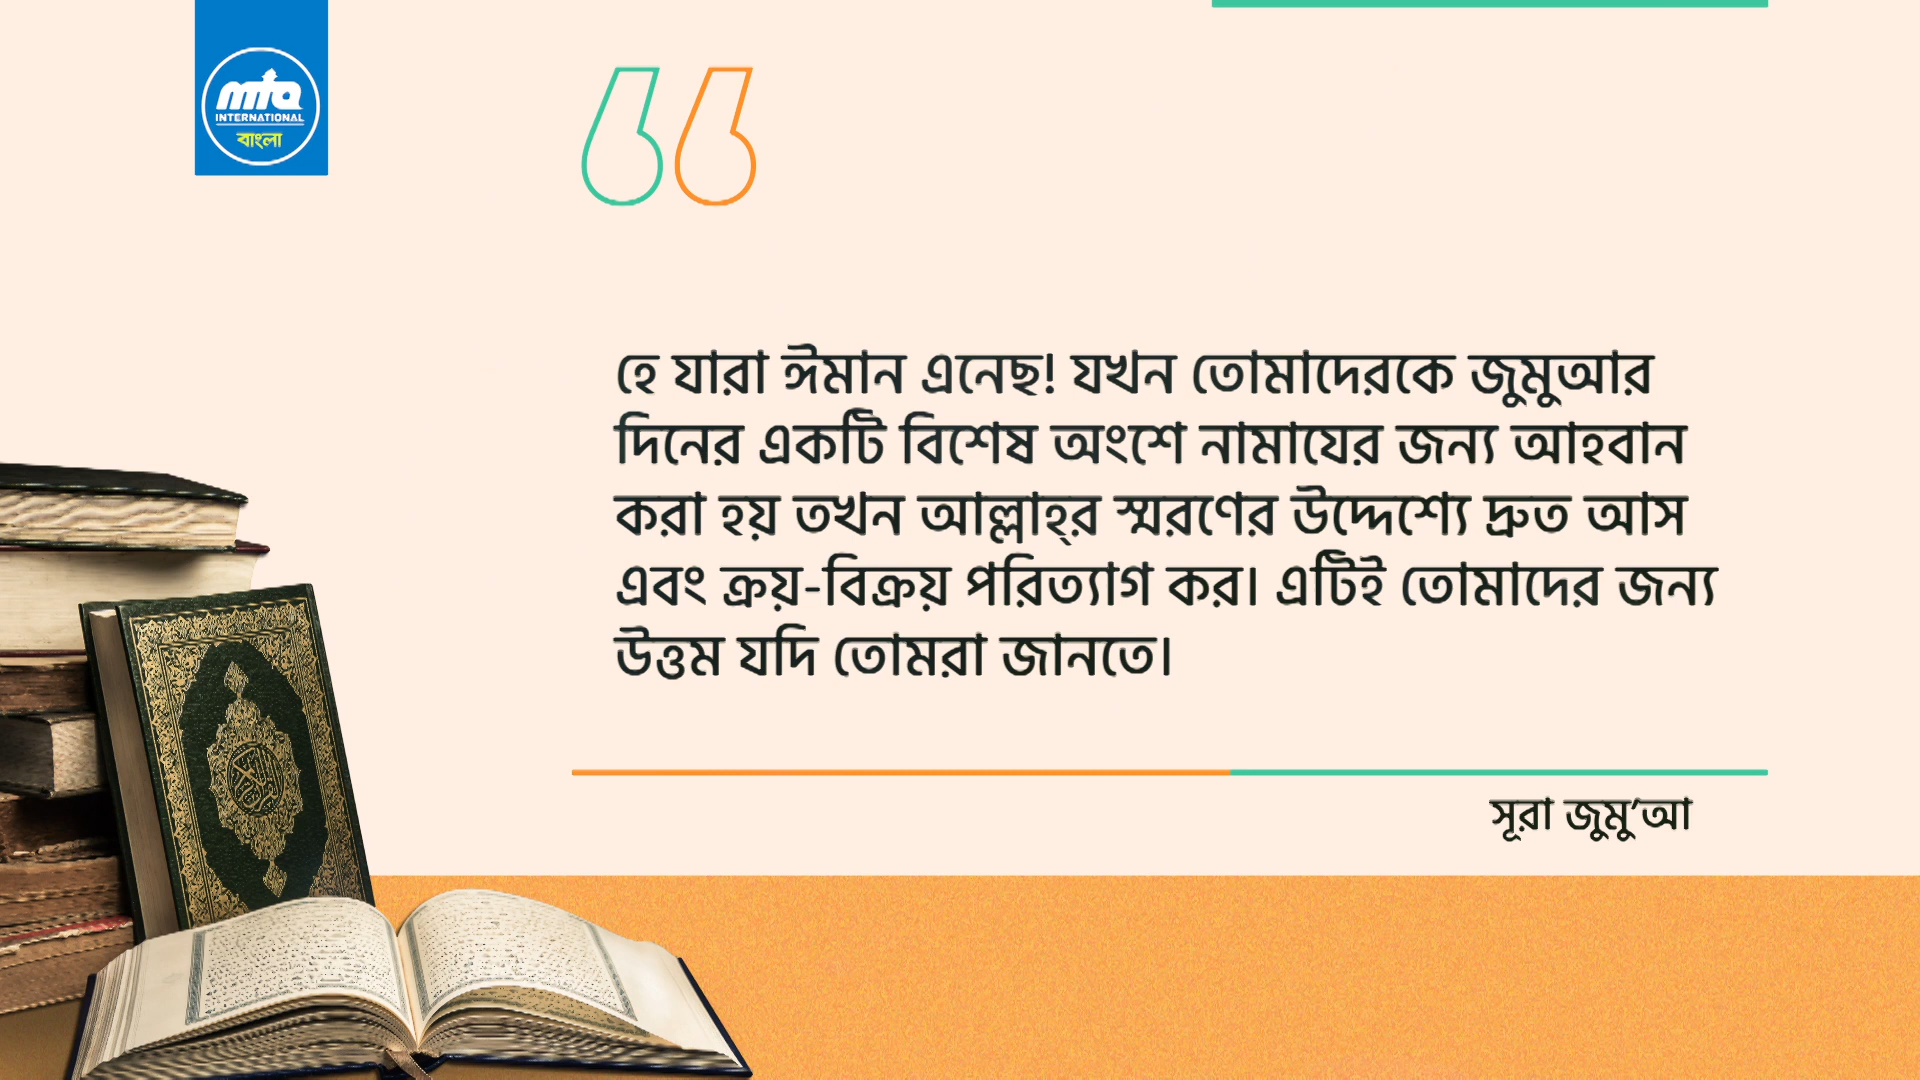 mta
INTERNATIONAL
বাংলা
হে যারা ঈমান এনেছ! যখন তোমাদেরকে জুমুআর
দিনের একটি বিশেষ অংশে নামাযের জন্য আহবান
করা হয় তখন আল্লাহ্‌র স্মরণের উদ্দেশ্যে দ্রুত আস
এবং ক্রয়-বিক্রয় পরিত্যাগ কর। এটিই তোমাদের জন্য
উত্তম যদি তোমরা জানতে।
সূরা জুমু’আ